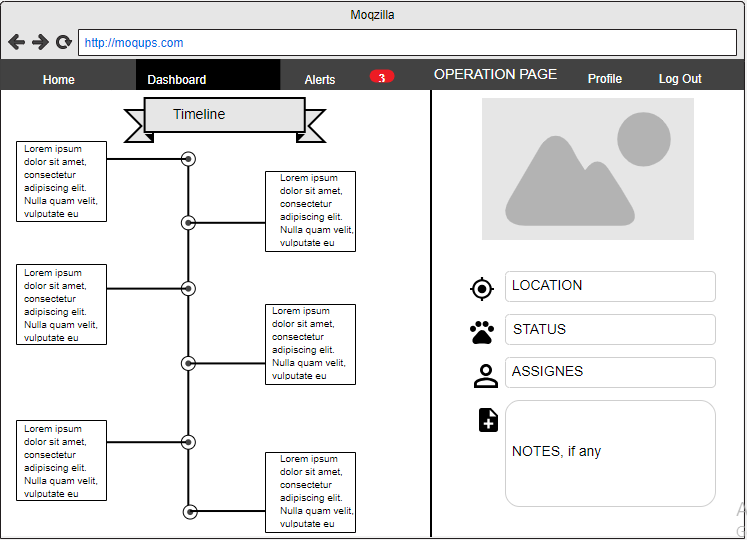 Moqzilla
http://moqups.com
Home Dashboard Alerts 3 OPERATION PAGE Profile Log Out
Timeline
Lorem ipsum
dolor sit amet,
consectetur
adipiscing elit.
Nulla quam velit,
vulputate eu
Lorem ipsum
dolor sit amet,
consectetur
adipiscing elit.
Nulla quam velit,
vulputate eu
Lorem ipsum
dolor sit amet,
consectetur
adipiscing elit.
Nulla quam velit,
vulputate eu
Lorem ipsum
dolor sit amet,
consectetur
adipiscing elit.
Nulla quam velit,
vulputate eu
Lorem ipsum
dolor sit amet,
consectetur
adipiscing elit.
Nulla quam velit,
vulputate eu
Lorem ipsum
dolor sit amet,
consectetur
adipiscing elit.
Nulla quam velit,
vulputate eu
LOCATION
STATUS
ASSIGNES
NOTES, if any